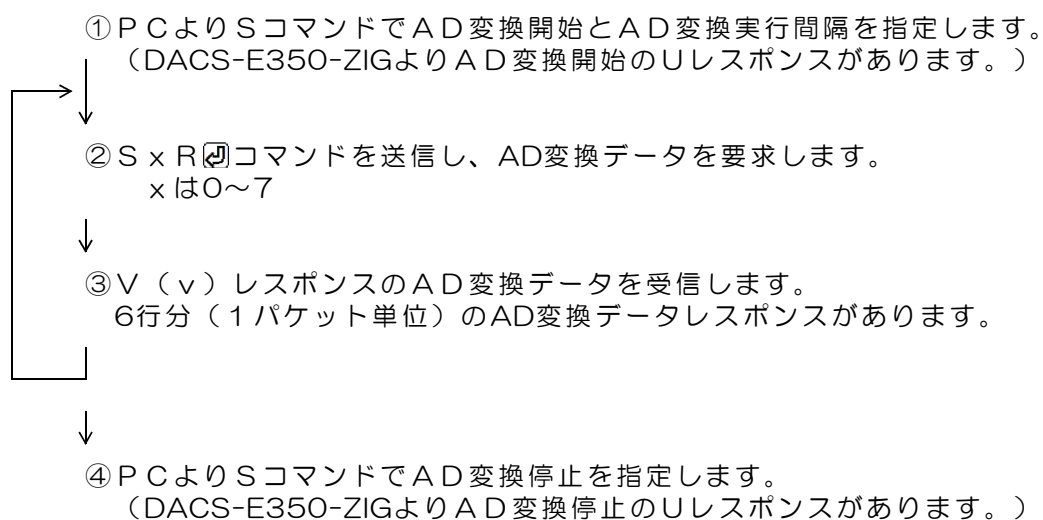 ①ＰＣよりＳコマンドでＡＤ変換開始とＡＤ変換実行間隔を指定します。
（DACS-E350-ZIGよりＡＤ変換開始のＵレスポンスがあります。）
②ＳｘＲ↵コマンドを送信し、AD変換データを要求します。
ｘは0～7
③Ｖ（ｖ）レスポンスのＡＤ変換データを受信します。
6行分（１パケット単位）のAD変換データレスポンスがあります。
④ＰＣよりＳコマンドでＡＤ変換停止を指定します。
（DACS-E350-ZIGよりＡＤ変換停止のＵレスポンスがあります。）